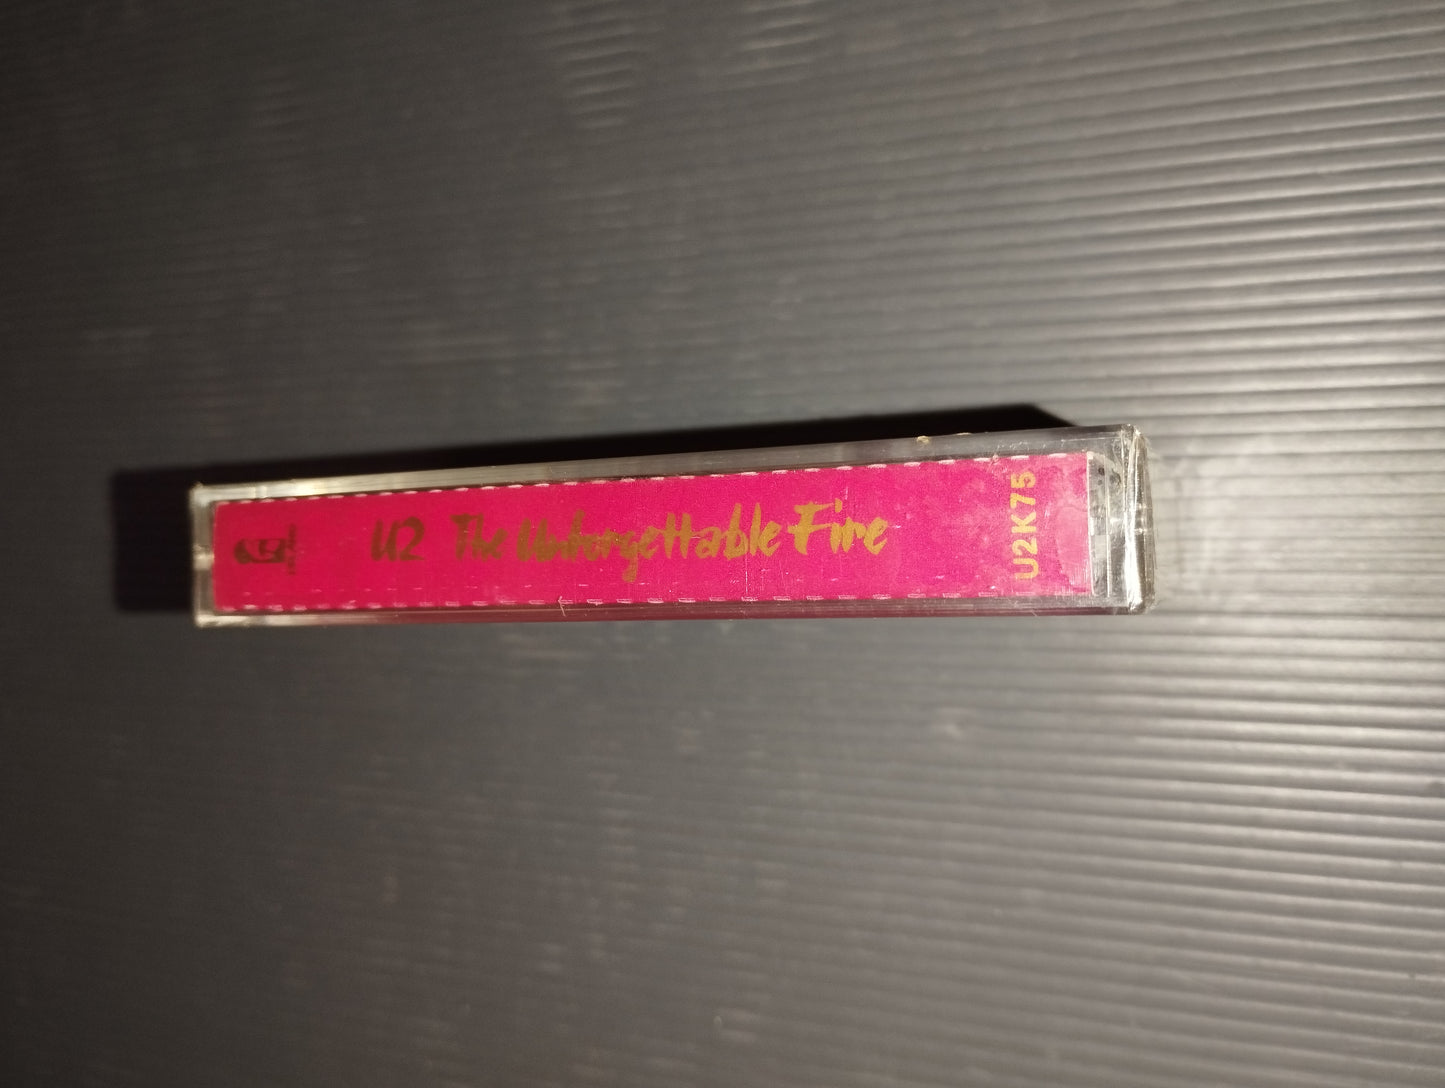 U2 The Unforgettable Fire
U2K75